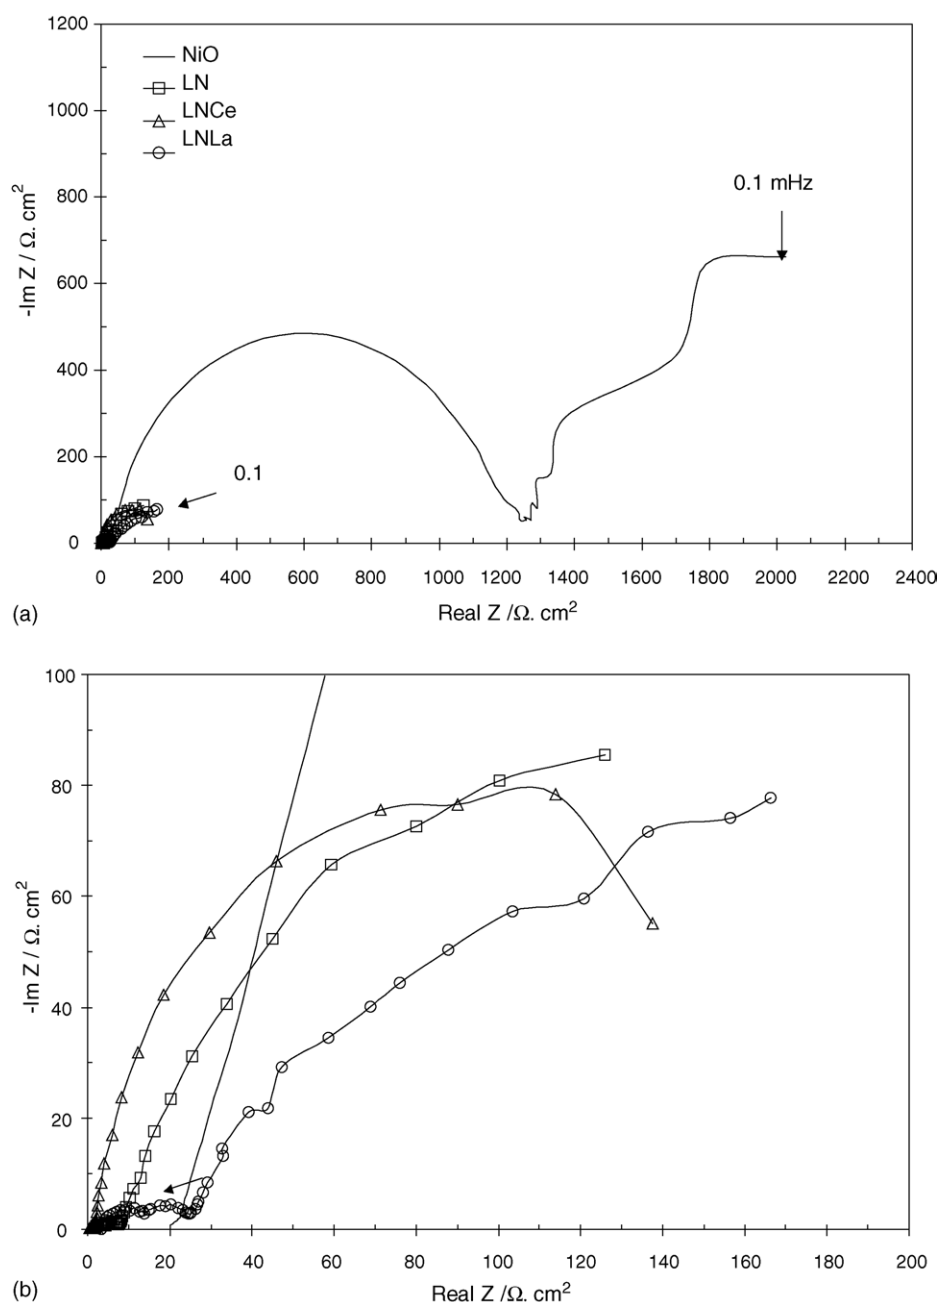 1200
1000
800
600
400
200
0
-Im Z / Ω. cm²
NiO
LN
LNCe
LNLa
0.1 mHz
0.1
0 200 400 600 800 1000 1200 1400 1600 1800 2000 2200 2400
Real Z /Ω. cm²
(a)
100
80
60
40
20
0
-Im Z / Ω. cm²
0 20 40 60 80 100 120 140 160 180 200
Real Z /Ω. cm²
(b)